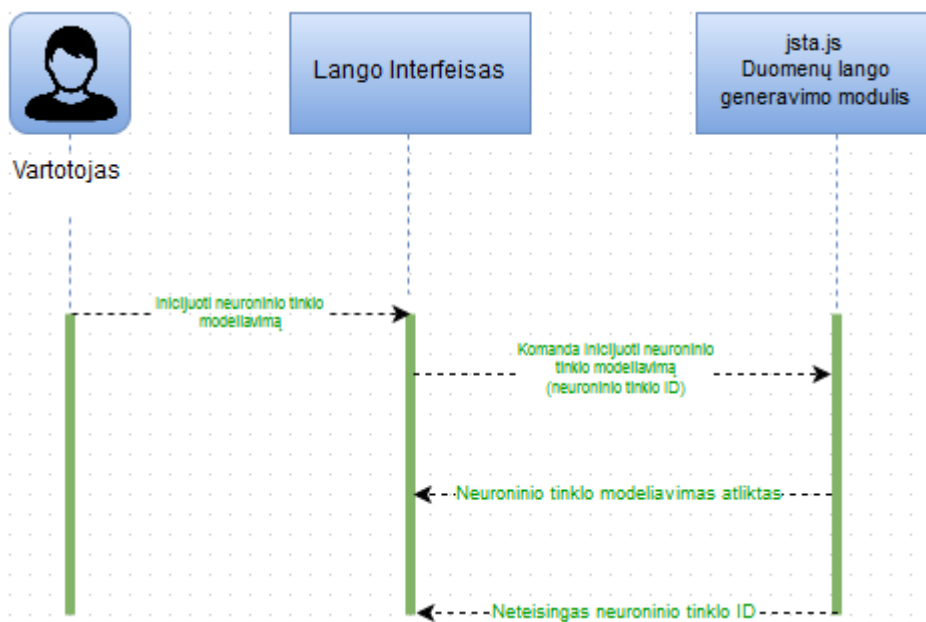 Vartotojas
Lango Interfeisas
jsta.js
Duomenų lango
generavimo modulis
Inicijuoti neuroninio tinklo
modeliavimą
Komanda inicijuoti neuroninio
tinklo modeliavimą
(neuroninio tinklo ID)
Neuroninio tinklo modeliavimas atliktas
Neteisingas neuroninio tinklo ID